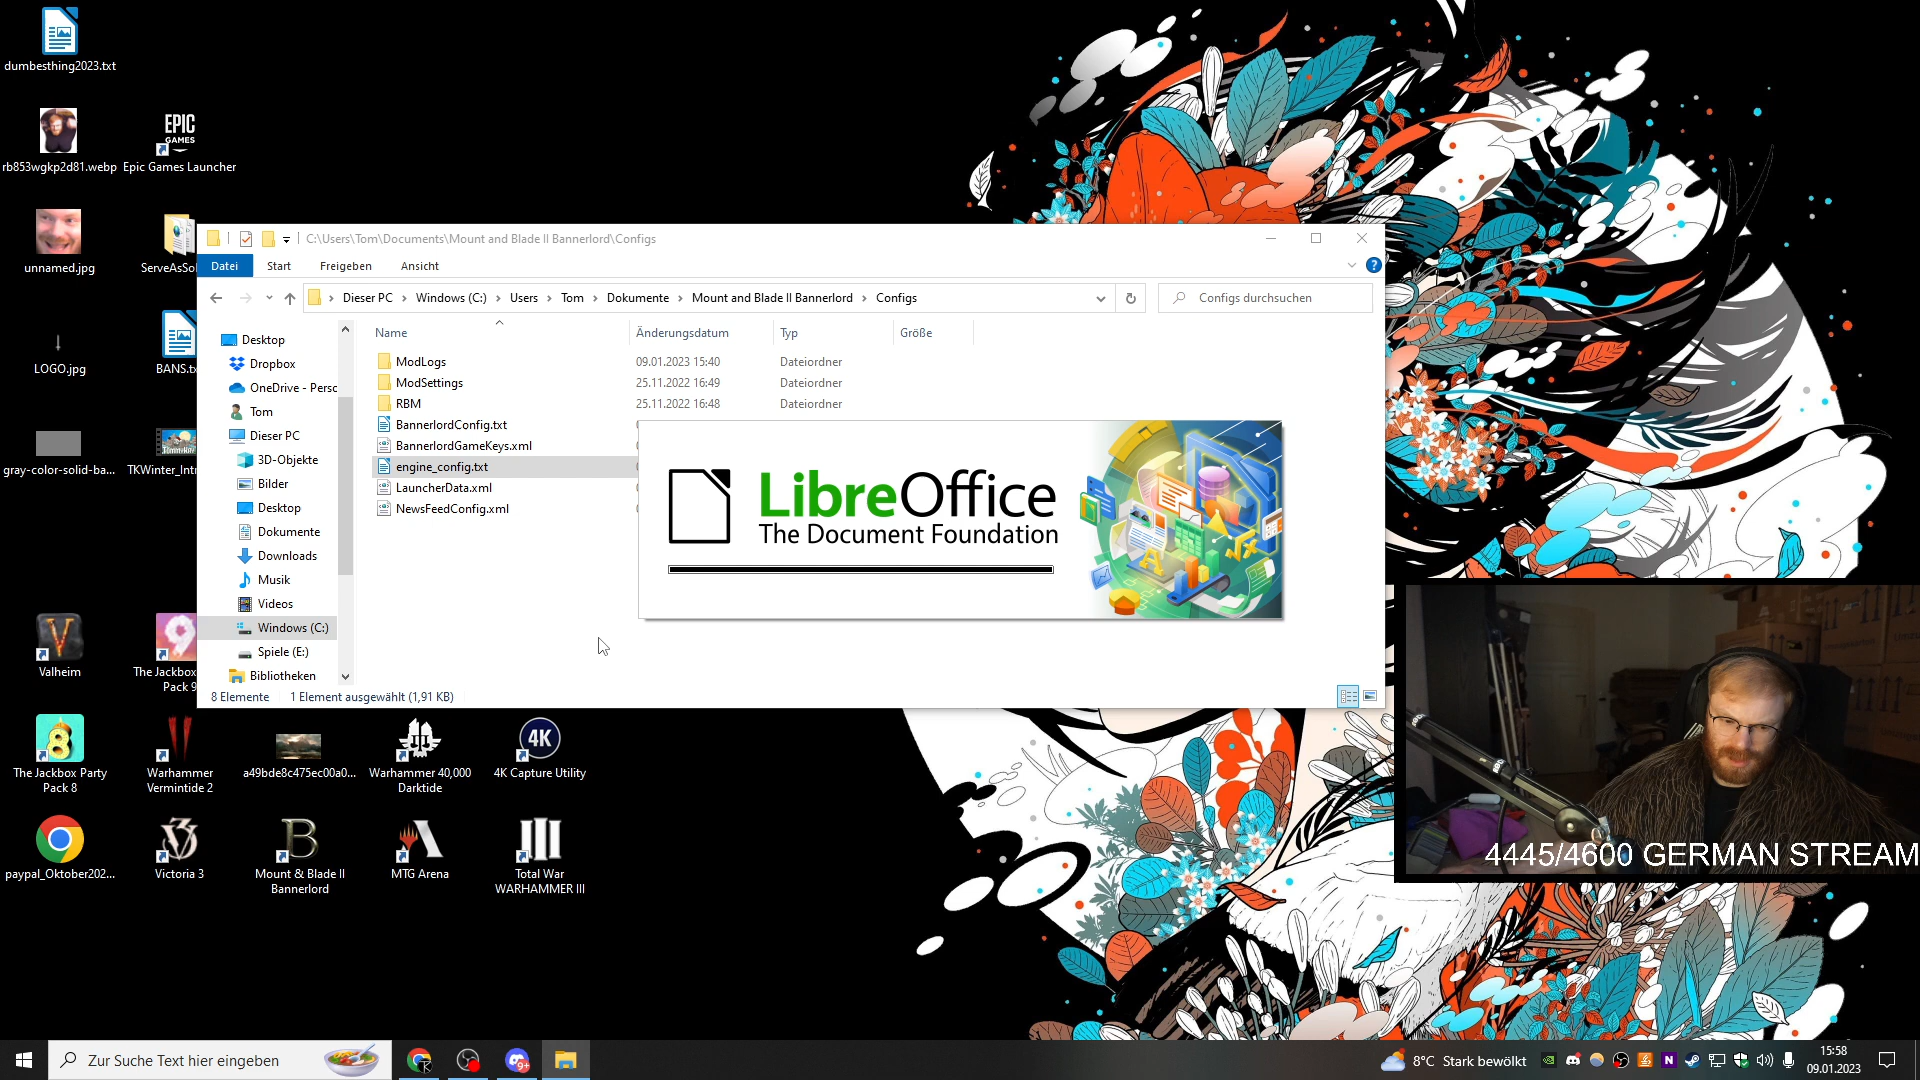 dumbesthing2023.txt
rb853wgkp2d81.webp
EPIC
GAMES
Epic Games Launcher
unnamed.jpg
ServeAsSol
LOGO.jpg
BANS.tx
gray-color-solid-ba...
TKWinter_Intr
Valheim
The Jackbox
Pack 9
C:\Users\Tom\Documents\Mount and Blade II Bannerlord\Configs
Datei
Start
Freigeben
Ansicht
Dieser PC
Windows (C:)
Users
Tom
Dokumente
Mount and Blade II Bannerlord
Configs
Configs durchsuchen
Desktop
Dropbox
OneDrive - Persc
Tom
Dieser PC
3D-Objekte
Bilder
Desktop
Dokumente
Downloads
Musik
Videos
Windows (C:)
Spiele (E:)
Bibliotheken
Name
Änderungsdatum
Typ
Größe
ModLogs
09.01.2023 15:40
Dateiordner
ModSettings
25.11.2022 16:49
Dateiordner
RBM
25.11.2022 16:48
Dateiordner
BannerlordConfig.txt
BannerlordGameKeys.xml
engine_config.txt
LauncherData.xml
NewsFeedConfig.xml
LibreOffice
The Document Foundation
8 Elemente
1 Element ausgewählt (1,91 KB)
The Jackbox Party
Pack 8
Warhammer
Vermintide 2
a49bde8c475ec00a0...
Warhammer 40,000
Darktide
4K
4K Capture Utility
paypal_Oktober202...
Victoria 3
Mount & Blade II
Bannerlord
MTG Arena
Total War
WARHAMMER III
4445/4600 GERMAN STREAM
Zur Suche Text hier eingeben
9+
8°C Stark bewölkt
15:58
09.01.2023